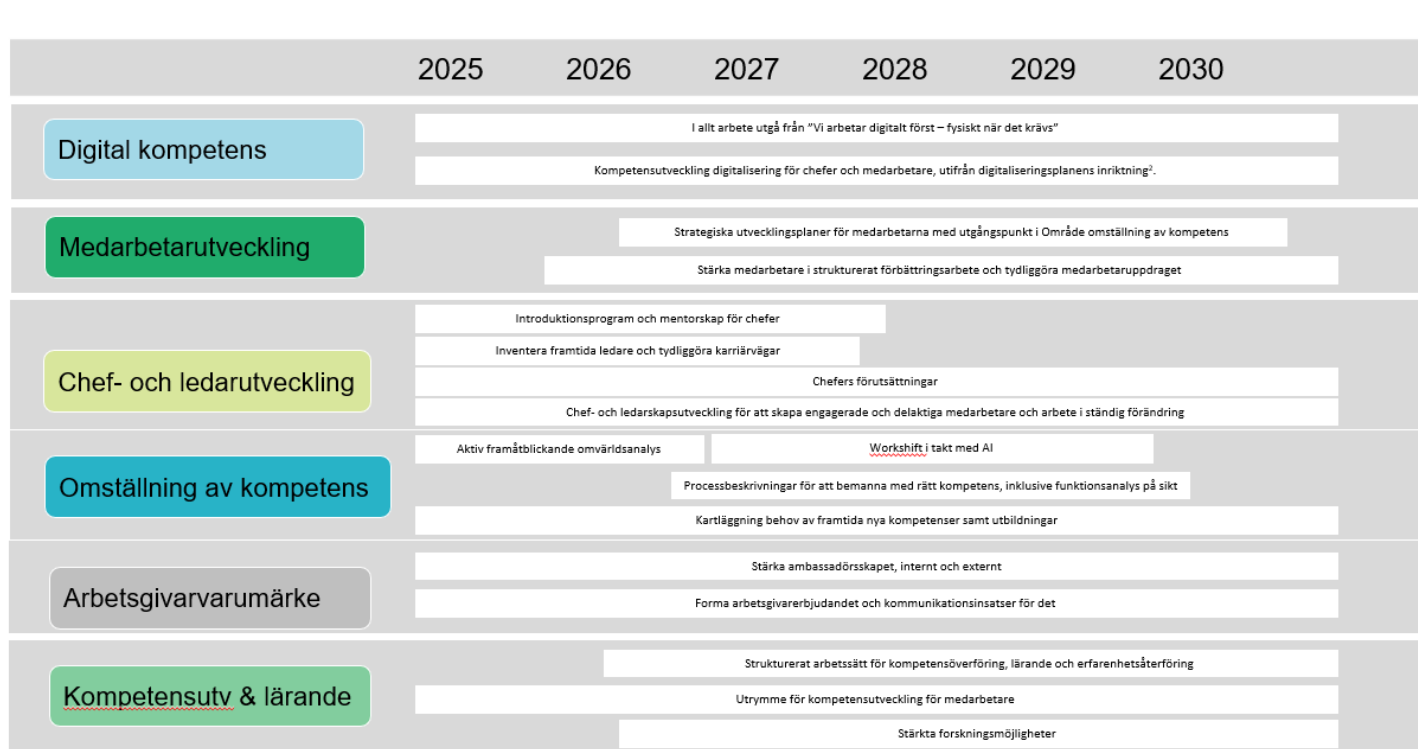 2025 2026 2027 2028 2029 2030
Digital kompetens
I allt arbete utgå från ”Vi arbetar digitalt först – fysiskt när det krävs”
Kompetensutveckling digitalisering för chefer och medarbetare, utifrån digitaliseringsplanens inriktning².
Medarbetarutveckling
Strategiska utvecklingsplaner för medarbetarna med utgångspunkt i Område omställning av kompetens
Stärka medarbetare i strukturerat förbättringsarbete och tydliggöra medarbetaruppdraget
Chef- och ledarutveckling
Introduktionsprogram och mentorskap för chefer
Inventera framtida ledare och tydliggöra karriärvägar
Chefers förutsättningar
Chef- och ledarskapsutveckling för att skapa engagerade och delaktiga medarbetare och arbete i ständig förändring
Omställning av kompetens
Aktiv framåtblickande omvärldsanalys
Workshift i takt med AI
Processbeskrivningar för att bemanna med rätt kompetens, inklusive funktionsanalys på sikt
Kartläggning behov av framtida nya kompetenser samt utbildningar
Arbetsgivarvarumärke
Stärka ambassadörsskapet, internt och externt
Forma arbetsgivarerbjudandet och kommunikationsinsatser för det
Kompetensutv & lärande
Strukturerat arbetssätt för kompetensöverföring, lärande och erfarenhetsåterföring
Utrymme för kompetensutveckling för medarbetare
Stärkta forskningsmöjligheter